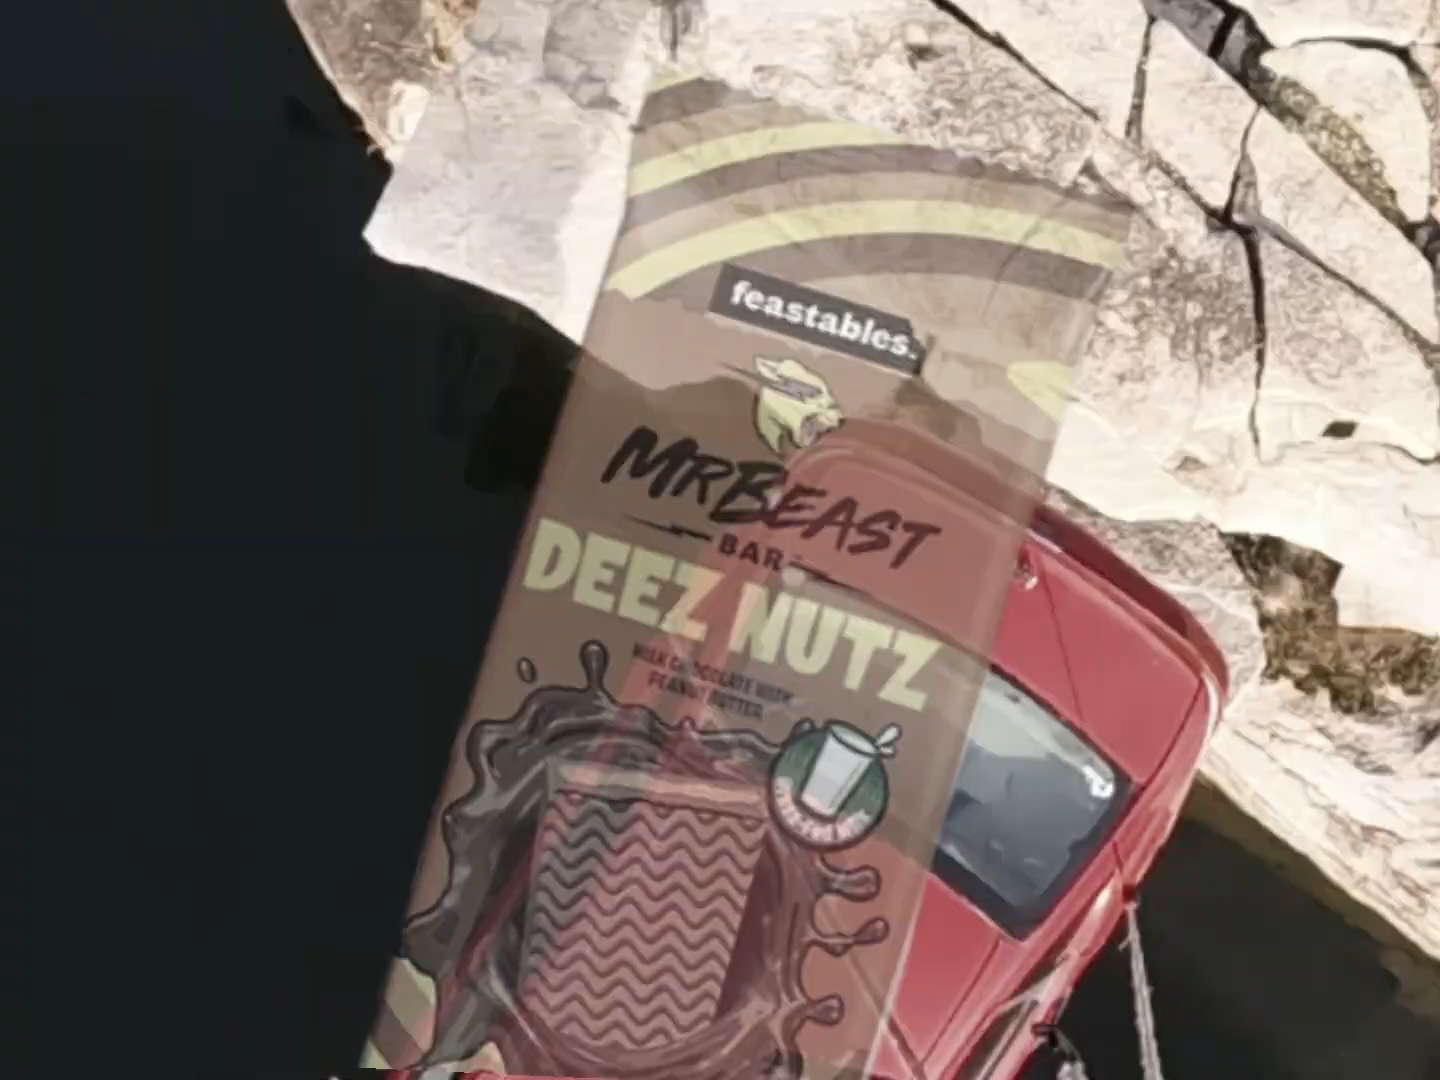 feastables.
MRBEAST
BAR
DEEZ NUTZ
MILK CHOCOLATE WITH
PEANUT BUTTER